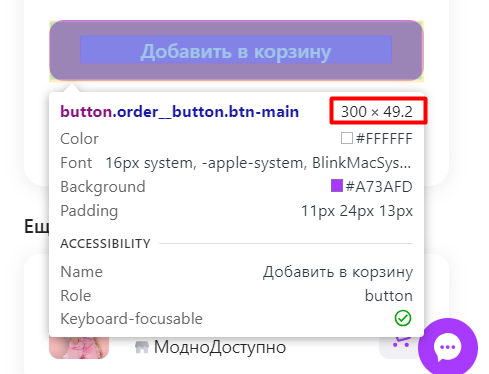 Добавить в корзину
button.order__button.btn-main 300 × 49.2
Color #FFFFFF
Font 16px system, -apple-system, BlinkMacSys...
Background #A73AFD
Padding 11px 24px 13px
ACCESSIBILITY
Name Добавить в корзину
Role button
Keyboard-focusable
Ещ
МодноДоступно